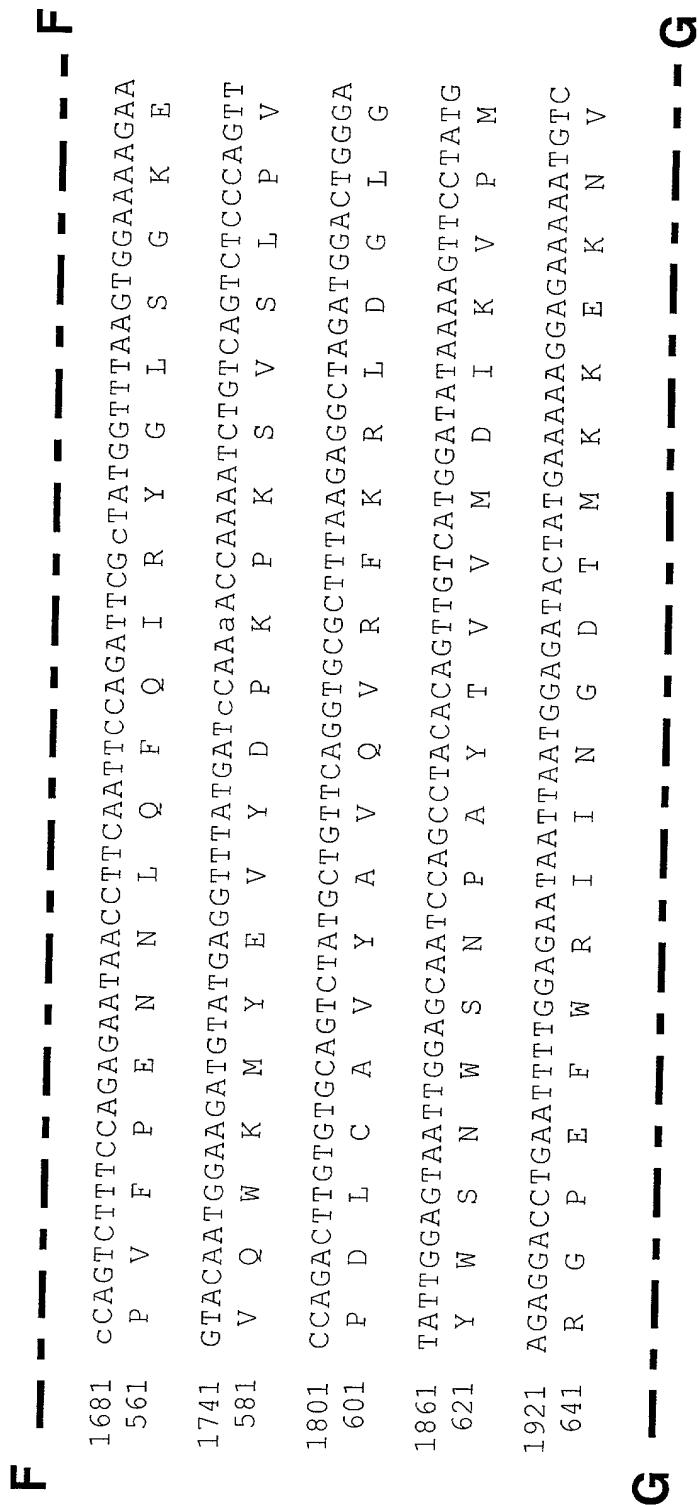 F F
1681 cCAGTCTTTCCAGAGAATAACCTTCAATTCCAGATTCGcTATGGTTTAAGTGGAAAAGAA
561 P V F P E N N L Q F Q I R Y G L S G K E
1741 GTACAATGGAAGATGTATGAGGTTTATGATcCAAaACCAAAATCTGTCAGTCTCCCAGTT
581 V Q W K M Y E V Y D P K P K S V S L P V
1801 CCAGACTTGTGTGCAGTCTATGCTGTTCAGGTGCGCTTTAAGAGGCTAGATGGACTGGGA
601 P D L C A V Y A V Q V R F K R L D G L G
1861 TATTGGAGTAATTGGAGCAATCCAGCCTACACAGTTGTCATGGATATAAAAGTTCCTATG
621 Y W S N W S N P A Y T V V M D I K V P M
1921 AGAGGACCTGAATTTTGGAGAATAATTAATGGAGATACTATGAAAAAGGAGAAAAATGTC
641 R G P E F W R I I N G D T M K K E K N V
G G